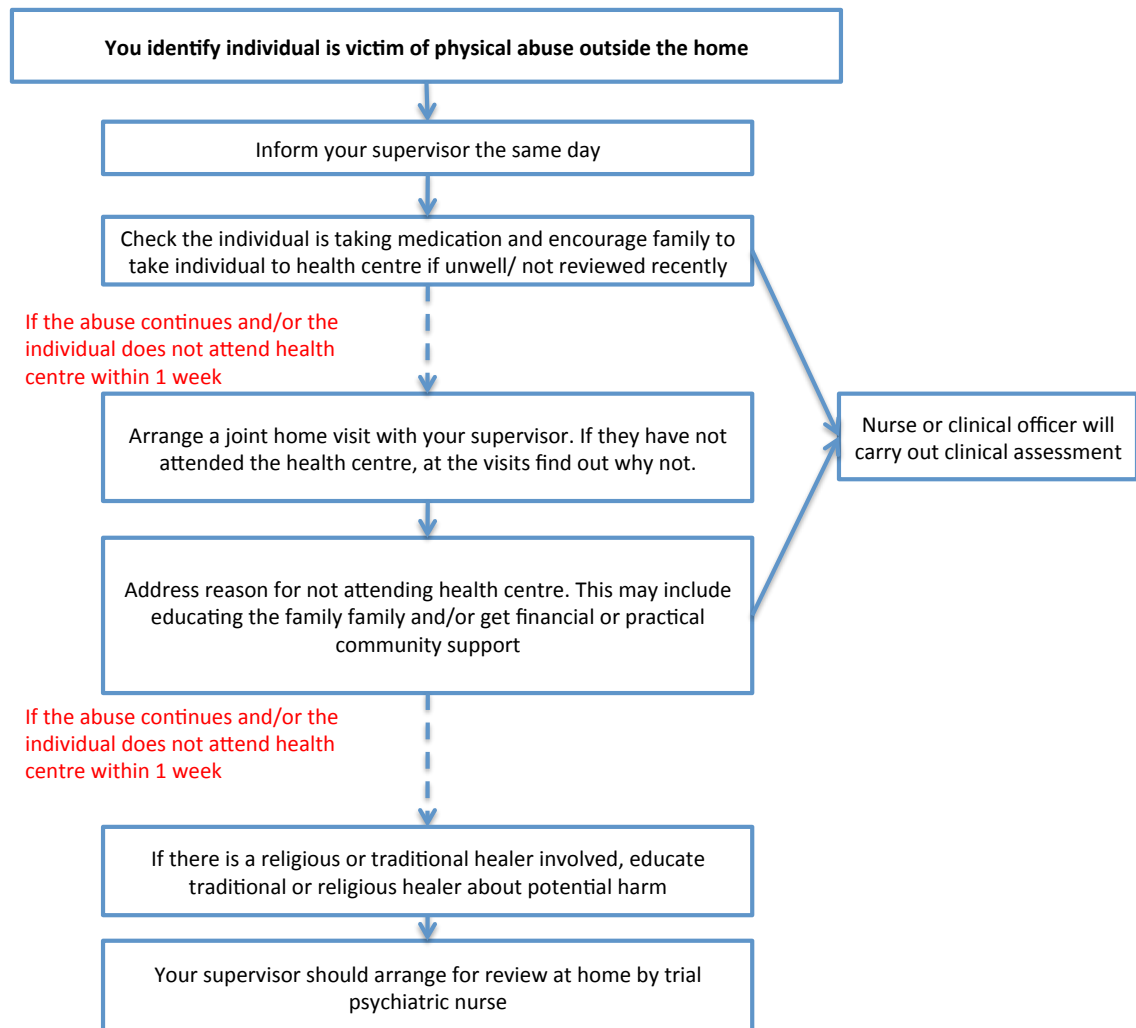 You identify individual is victim of physical abuse outside the home
Inform your supervisor the same day
Check the individual is taking medication and encourage family to
take individual to health centre if unwell/ not reviewed recently
If the abuse continues and/or the
individual does not attend health
centre within 1 week
Arrange a joint home visit with your supervisor. If they have not
attended the health centre, at the visits find out why not.
Nurse or clinical officer will
carry out clinical assessment
Address reason for not attending health centre. This may include
educating the family family and/or get financial or practical
community support
If the abuse continues and/or the
individual does not attend health
centre within 1 week
If there is a religious or traditional healer involved, educate
traditional or religious healer about potential harm
Your supervisor should arrange for review at home by trial
psychiatric nurse